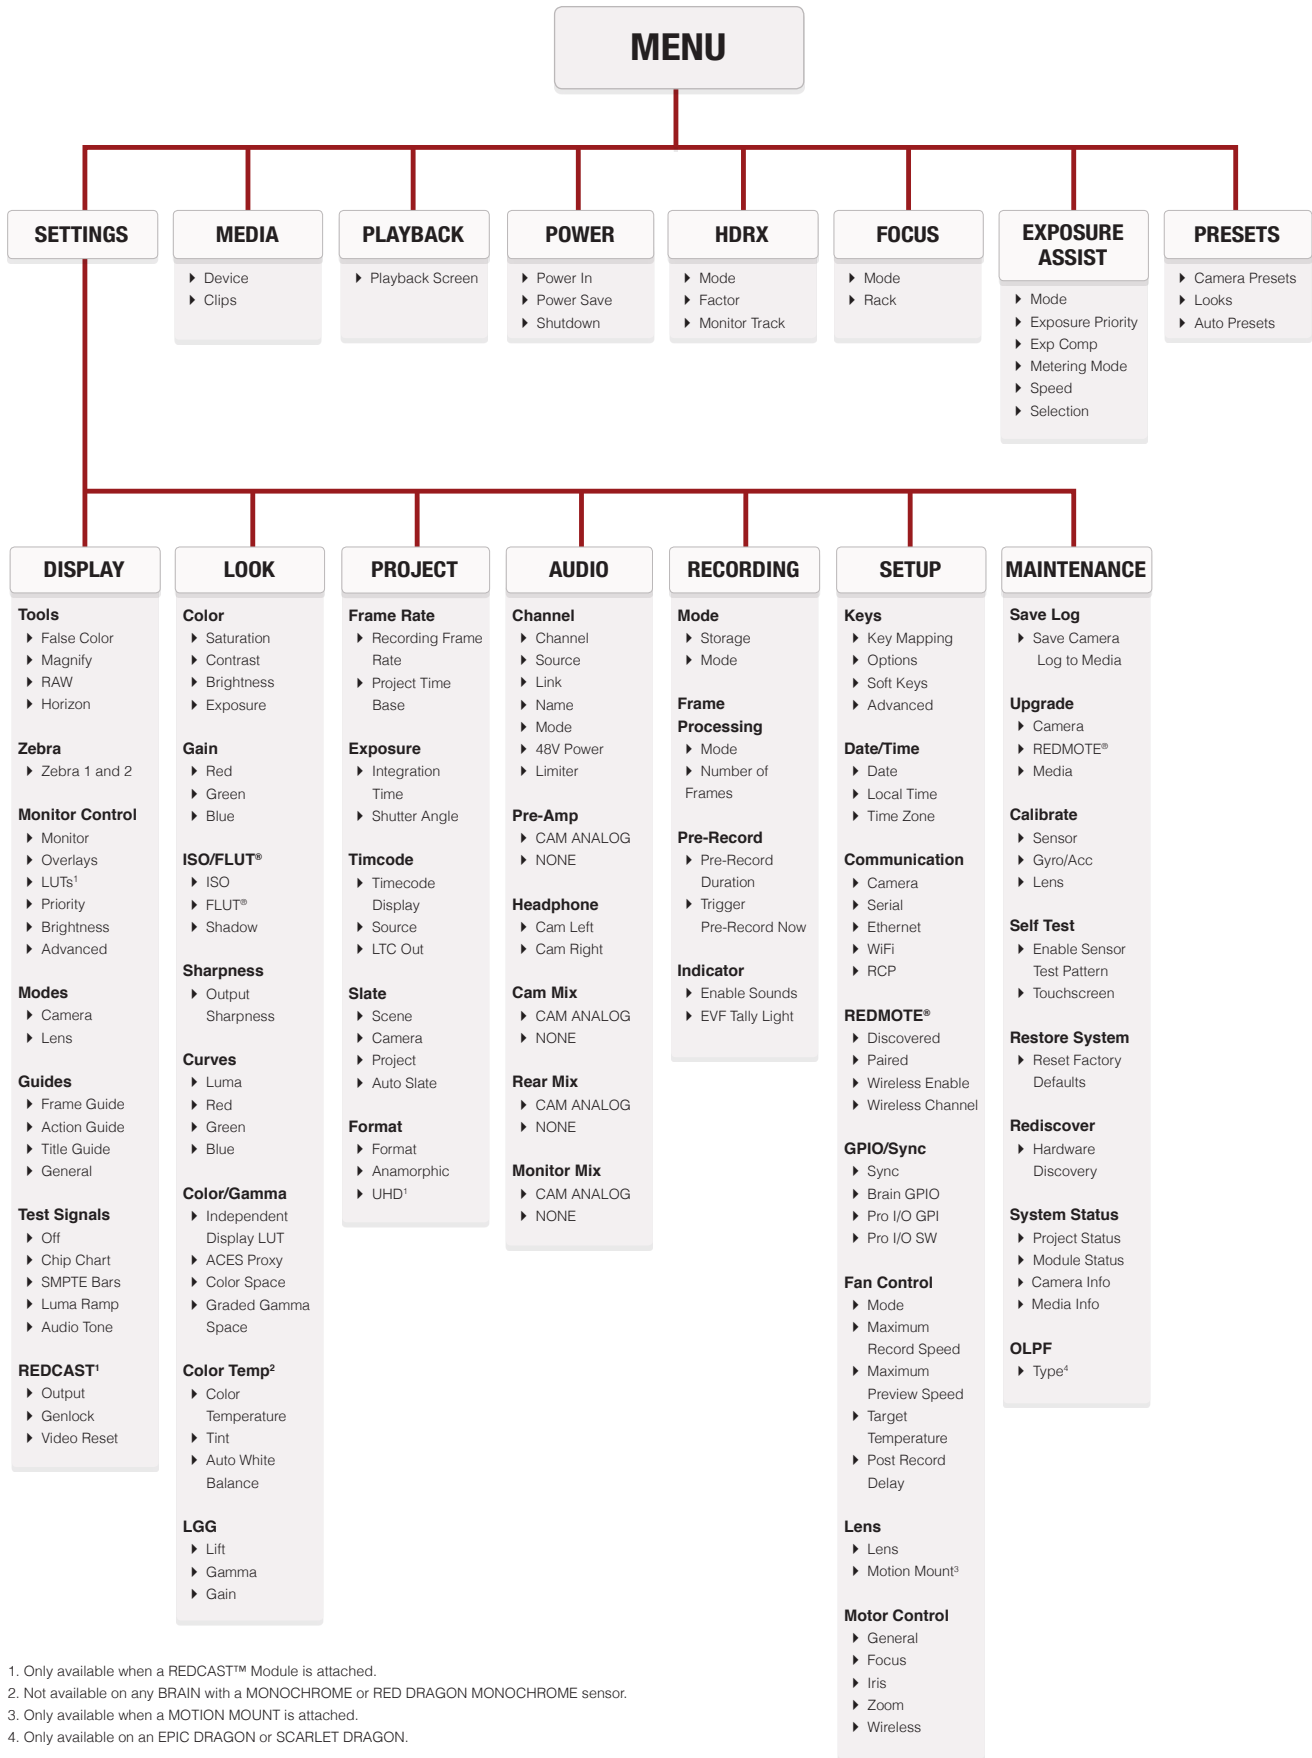 MENU
SETTINGS
MEDIA
Device
Clips
PLAYBACK
Playback Screen
POWER
Power In
Power Save
Shutdown
HDRX
Mode
Factor
Monitor Track
FOCUS
Mode
Rack
EXPOSURE
ASSIST
Mode
Exposure Priority
Exp Comp
Metering Mode
Speed
Selection
PRESETS
Camera Presets
Looks
Auto Presets
DISPLAY
Tools
False Color
Magnify
RAW
Horizon
Zebra
Zebra 1 and 2
Monitor Control
Monitor
Overlays
LUTs¹
Priority
Brightness
Advanced
Modes
Camera
Lens
Guides
Frame Guide
Action Guide
Title Guide
General
Test Signals
Off
Chip Chart
SMPTE Bars
Luma Ramp
Audio Tone
REDCAST¹
Output
Genlock
Video Reset
LOOK
Color
Saturation
Contrast
Brightness
Exposure
Gain
Red
Green
Blue
ISO/FLUT®
ISO
FLUT®
Shadow
Sharpness
Output
Sharpness
Curves
Luma
Red
Green
Blue
Color/Gamma
Independent
Display LUT
ACES Proxy
Color Space
Graded Gamma
Space
Color Temp²
Color
Temperature
Tint
Auto White
Balance
LGG
Lift
Gamma
Gain
PROJECT
Frame Rate
Recording Frame
Rate
Project Time
Base
Exposure
Integration
Time
Shutter Angle
Timcode
Timecode
Display
Source
LTC Out
Slate
Scene
Camera
Project
Auto Slate
Format
Format
Anamorphic
UHD¹
AUDIO
Channel
Channel
Source
Link
Name
Mode
48V Power
Limiter
Pre-Amp
CAM ANALOG
NONE
Headphone
Cam Left
Cam Right
Cam Mix
CAM ANALOG
NONE
Rear Mix
CAM ANALOG
NONE
Monitor Mix
CAM ANALOG
NONE
RECORDING
Mode
Storage
Mode
Frame
Processing
Mode
Number of
Frames
Pre-Record
Pre-Record
Duration
Trigger
Pre-Record Now
Indicator
Enable Sounds
EVF Tally Light
SETUP
Keys
Key Mapping
Options
Soft Keys
Advanced
Date/Time
Date
Local Time
Time Zone
Communication
Camera
Serial
Ethernet
WiFi
RCP
REDMOTE®
Discovered
Paired
Wireless Enable
Wireless Channel
GPIO/Sync
Sync
Brain GPIO
Pro I/O GPI
Pro I/O SW
Fan Control
Mode
Maximum
Record Speed
Maximum
Preview Speed
Target
Temperature
Post Record
Delay
Lens
Lens
Motion Mount³
Motor Control
General
Focus
Iris
Zoom
Wireless
MAINTENANCE
Save Log
Save Camera
Log to Media
Upgrade
Camera
REDMOTE®
Media
Calibrate
Sensor
Gyro/Acc
Lens
Self Test
Enable Sensor
Test Pattern
Touchscreen
Restore System
Reset Factory
Defaults
Rediscover
Hardware
Discovery
System Status
Project Status
Module Status
Camera Info
Media Info
OLPF
Type⁴
1. Only available when a REDCAST™ Module is attached.
2. Not available on any BRAIN with a MONOCHROME or RED DRAGON MONOCHROME sensor.
3. Only available when a MOTION MOUNT is attached.
4. Only available on an EPIC DRAGON or SCARLET DRAGON.